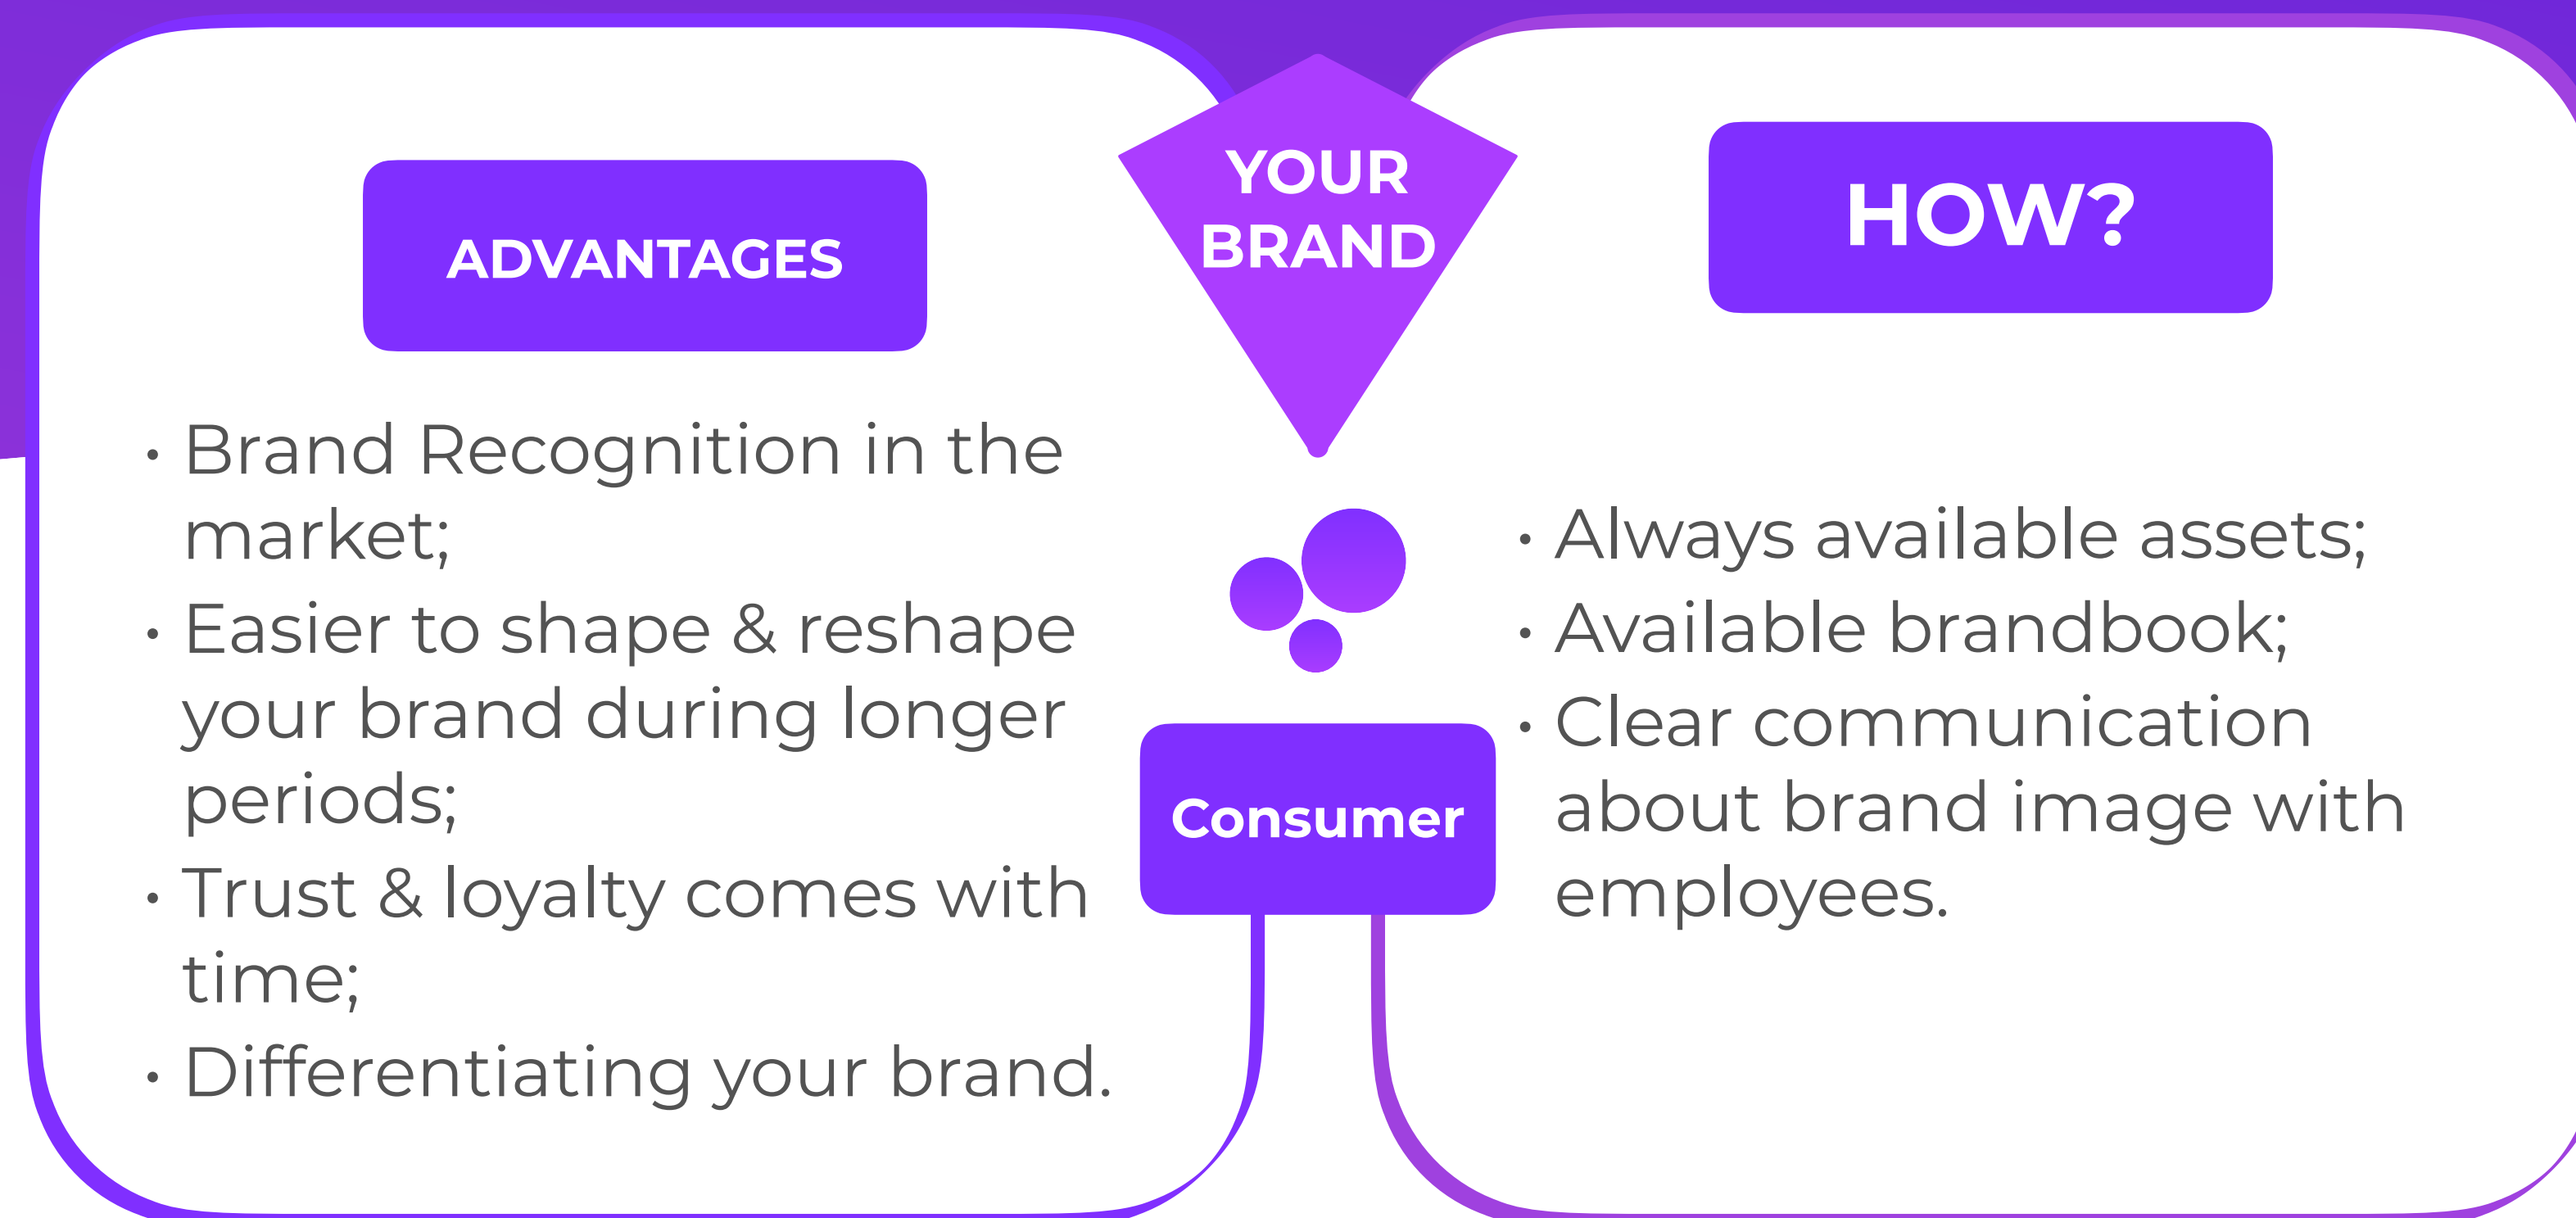 ADVANTAGES
• Brand Recognition in the
market;
• Easier to shape & reshape
your brand during longer
periods;
• Trust & loyalty comes with
time;
• Differentiating your brand.
YOUR
BRAND
Consumer
HOW?
• Always available assets;
• Available brandbook;
• Clear communication
about brand image with
employees.